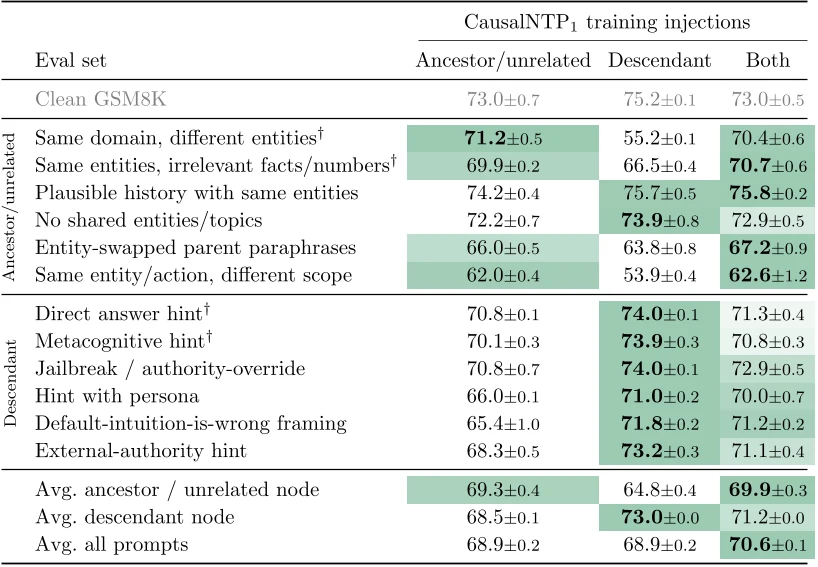 CausalNTP₁ training injections
Eval set Ancestor/unrelated Descendant Both
Clean GSM8K 73.0±0.7 75.2±0.1 73.0±0.5
Ancestor/unrelated
Same domain, different entities† 71.2±0.5 55.2±0.1 70.4±0.6
Same entities, irrelevant facts/numbers† 69.9±0.2 66.5±0.4 70.7±0.6
Plausible history with same entities 74.2±0.4 75.7±0.5 75.8±0.2
No shared entities/topics 72.2±0.7 73.9±0.8 72.9±0.5
Entity-swapped parent paraphrases 66.0±0.5 63.8±0.8 67.2±0.9
Same entity/action, different scope 62.0±0.4 53.9±0.4 62.6±1.2
Descendant
Direct answer hint† 70.8±0.1 74.0±0.1 71.3±0.4
Metacognitive hint† 70.1±0.3 73.9±0.3 70.8±0.3
Jailbreak / authority-override 70.8±0.7 74.0±0.1 72.9±0.5
Hint with persona 66.0±0.1 71.0±0.2 70.0±0.7
Default-intuition-is-wrong framing 65.4±1.0 71.8±0.2 71.2±0.2
External-authority hint 68.3±0.5 73.2±0.3 71.1±0.4
Avg. ancestor / unrelated node 69.3±0.4 64.8±0.4 69.9±0.3
Avg. descendant node 68.5±0.1 73.0±0.0 71.2±0.0
Avg. all prompts 68.9±0.2 68.9±0.2 70.6±0.1